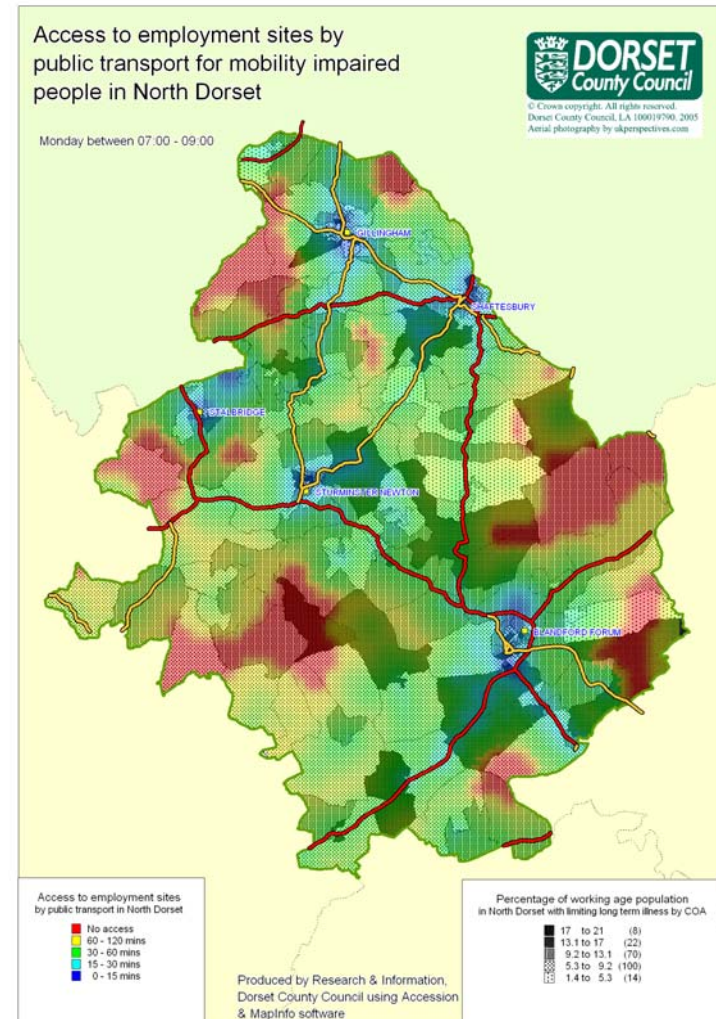 Access to employment sites by
public transport for mobility impaired
people in North Dorset
DORSET
County Council
© Crown copyright. All rights reserved.
Dorset County Council, LA 100019790. 2005
Aerial photography by ukperspectives.com
Monday between 07:00 - 09:00
GILLINGHAM
SHAFTESBURY
STALBRIDGE
STURMINSTER NEWTON
BLANDFORD FORUM
Access to employment sites
by public transport in North Dorset
No access
60 - 120 mins
30 - 60 mins
15 - 30 mins
0 - 15 mins
Produced by Research & Information,
Dorset County Council using Accession
& MapInfo software
Percentage of working age population
in North Dorset with limiting long term illness by COA
17 to 21 (8)
13.1 to 17 (22)
9.2 to 13.1 (70)
5.3 to 9.2 (100)
1.4 to 5.3 (14)